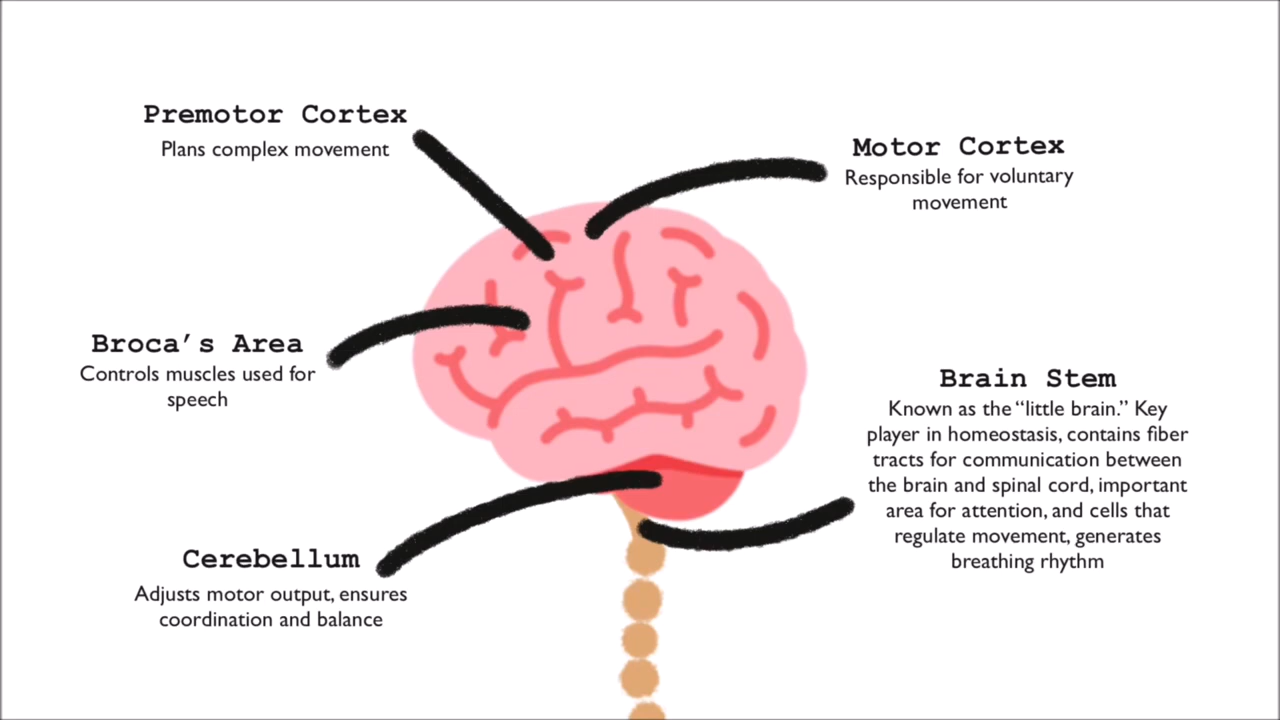 Premotor Cortex
Plans complex movement
Motor Cortex
Responsible for voluntary
movement
Broca’s Area
Controls muscles used for
speech
Brain Stem
Known as the “little brain.” Key
player in homeostasis, contains fiber
tracts for communication between
the brain and spinal cord, important
area for attention, and cells that
regulate movement, generates
breathing rhythm
Cerebellum
Adjusts motor output, ensures
coordination and balance